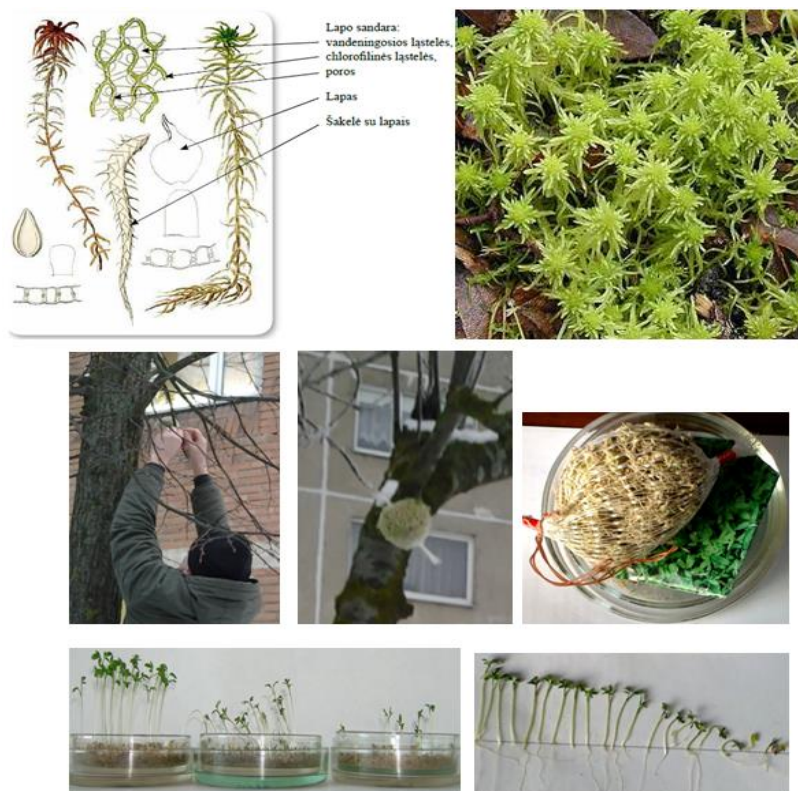 Lapo sandara:
vandeningosios ląstelės,
chlorofilinės ląstelės,
poros
Lapas
Šakelė su lapais